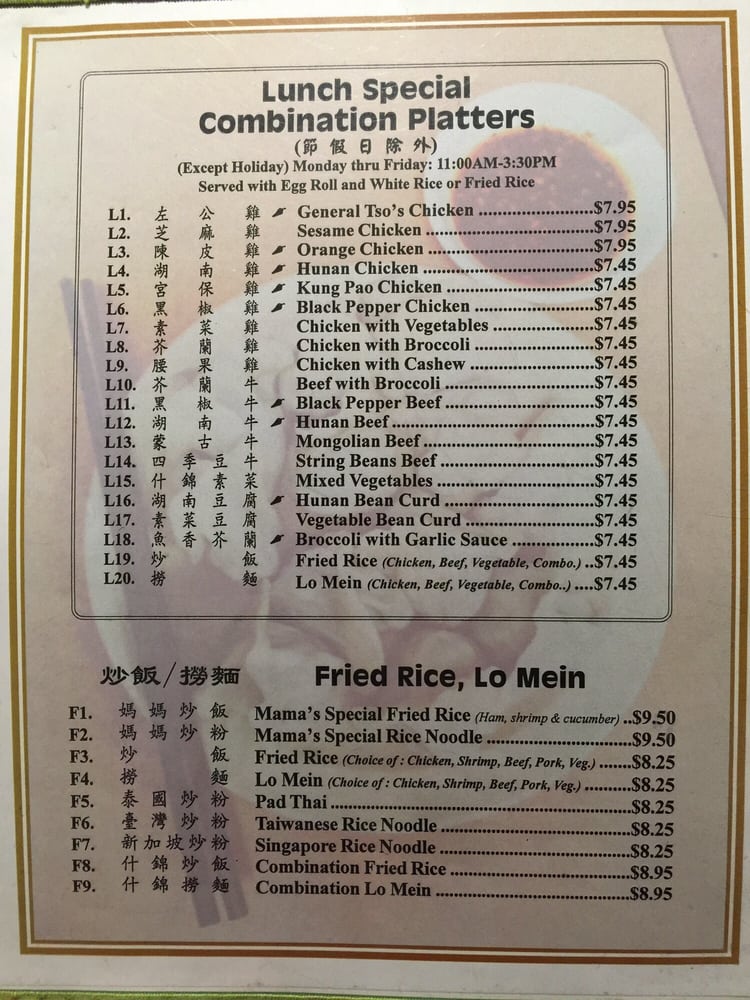 Lunch Special
Combination Platters
(節假日除外)
(Except Holiday) Monday thru Friday: 11:00AM-3:30PM
Served with Egg Roll and White Rice or Fried Rice
L1. 左公雞 General Tso's Chicken ..........................$7.95
L2. 芝麻雞 Sesame Chicken ......................................$7.95
L3. 陳皮雞 Orange Chicken ......................................$7.95
L4. 湖南雞 Hunan Chicken ......................................$7.45
L5. 宮保雞 Kung Pao Chicken ..................................$7.45
L6. 黑椒雞 Black Pepper Chicken ............................$7.45
L7. 素菜雞 Chicken with Vegetables ........................$7.45
L8. 芥蘭雞 Chicken with Broccoli ............................$7.45
L9. 腰果雞 Chicken with Cashew .............................$7.45
L10. 芥蘭牛 Beef with Broccoli ..................................$7.45
L11. 黑椒牛 Black Pepper Beef ..................................$7.45
L12. 湖南牛 Hunan Beef ..............................................$7.45
L13. 蒙古牛 Mongolian Beef ........................................$7.45
L14. 四季豆牛 String Beans Beef .....................................$7.45
L15. 什錦素菜 Mixed Vegetables .....................................$7.45
L16. 湖南豆腐 Hunan Bean Curd ....................................$7.45
L17. 素菜豆腐 Vegetable Bean Curd ..............................$7.45
L18. 魚香芥蘭 Broccoli with Garlic Sauce ....................$7.45
L19. 炒飯 Fried Rice (Chicken, Beef, Vegetable, Combo.) ..$7.45
L20. 撈麵 Lo Mein (Chicken, Beef, Vegetable, Combo..) ....$7.45
炒飯/撈麵 Fried Rice, Lo Mein
F1. 媽媽炒飯 Mama's Special Fried Rice (Ham, shrimp & cucumber) ..$9.50
F2. 媽媽炒粉 Mama's Special Rice Noodle ..............................$9.50
F3. 炒飯 Fried Rice (Choice of : Chicken, Shrimp, Beef, Pork, Veg.) ......$8.25
F4. 撈麵 Lo Mein (Choice of : Chicken, Shrimp, Beef, Pork, Veg.) .........$8.25
F5. 泰國炒粉 Pad Thai ............................................................$8.25
F6. 臺灣炒粉 Taiwanese Rice Noodle ......................................$8.25
F7. 新加坡炒粉 Singapore Rice Noodle ......................................$8.25
F8. 什錦炒飯 Combination Fried Rice ....................................$8.95
F9. 什錦撈麵 Combination Lo Mein .......................................$8.95